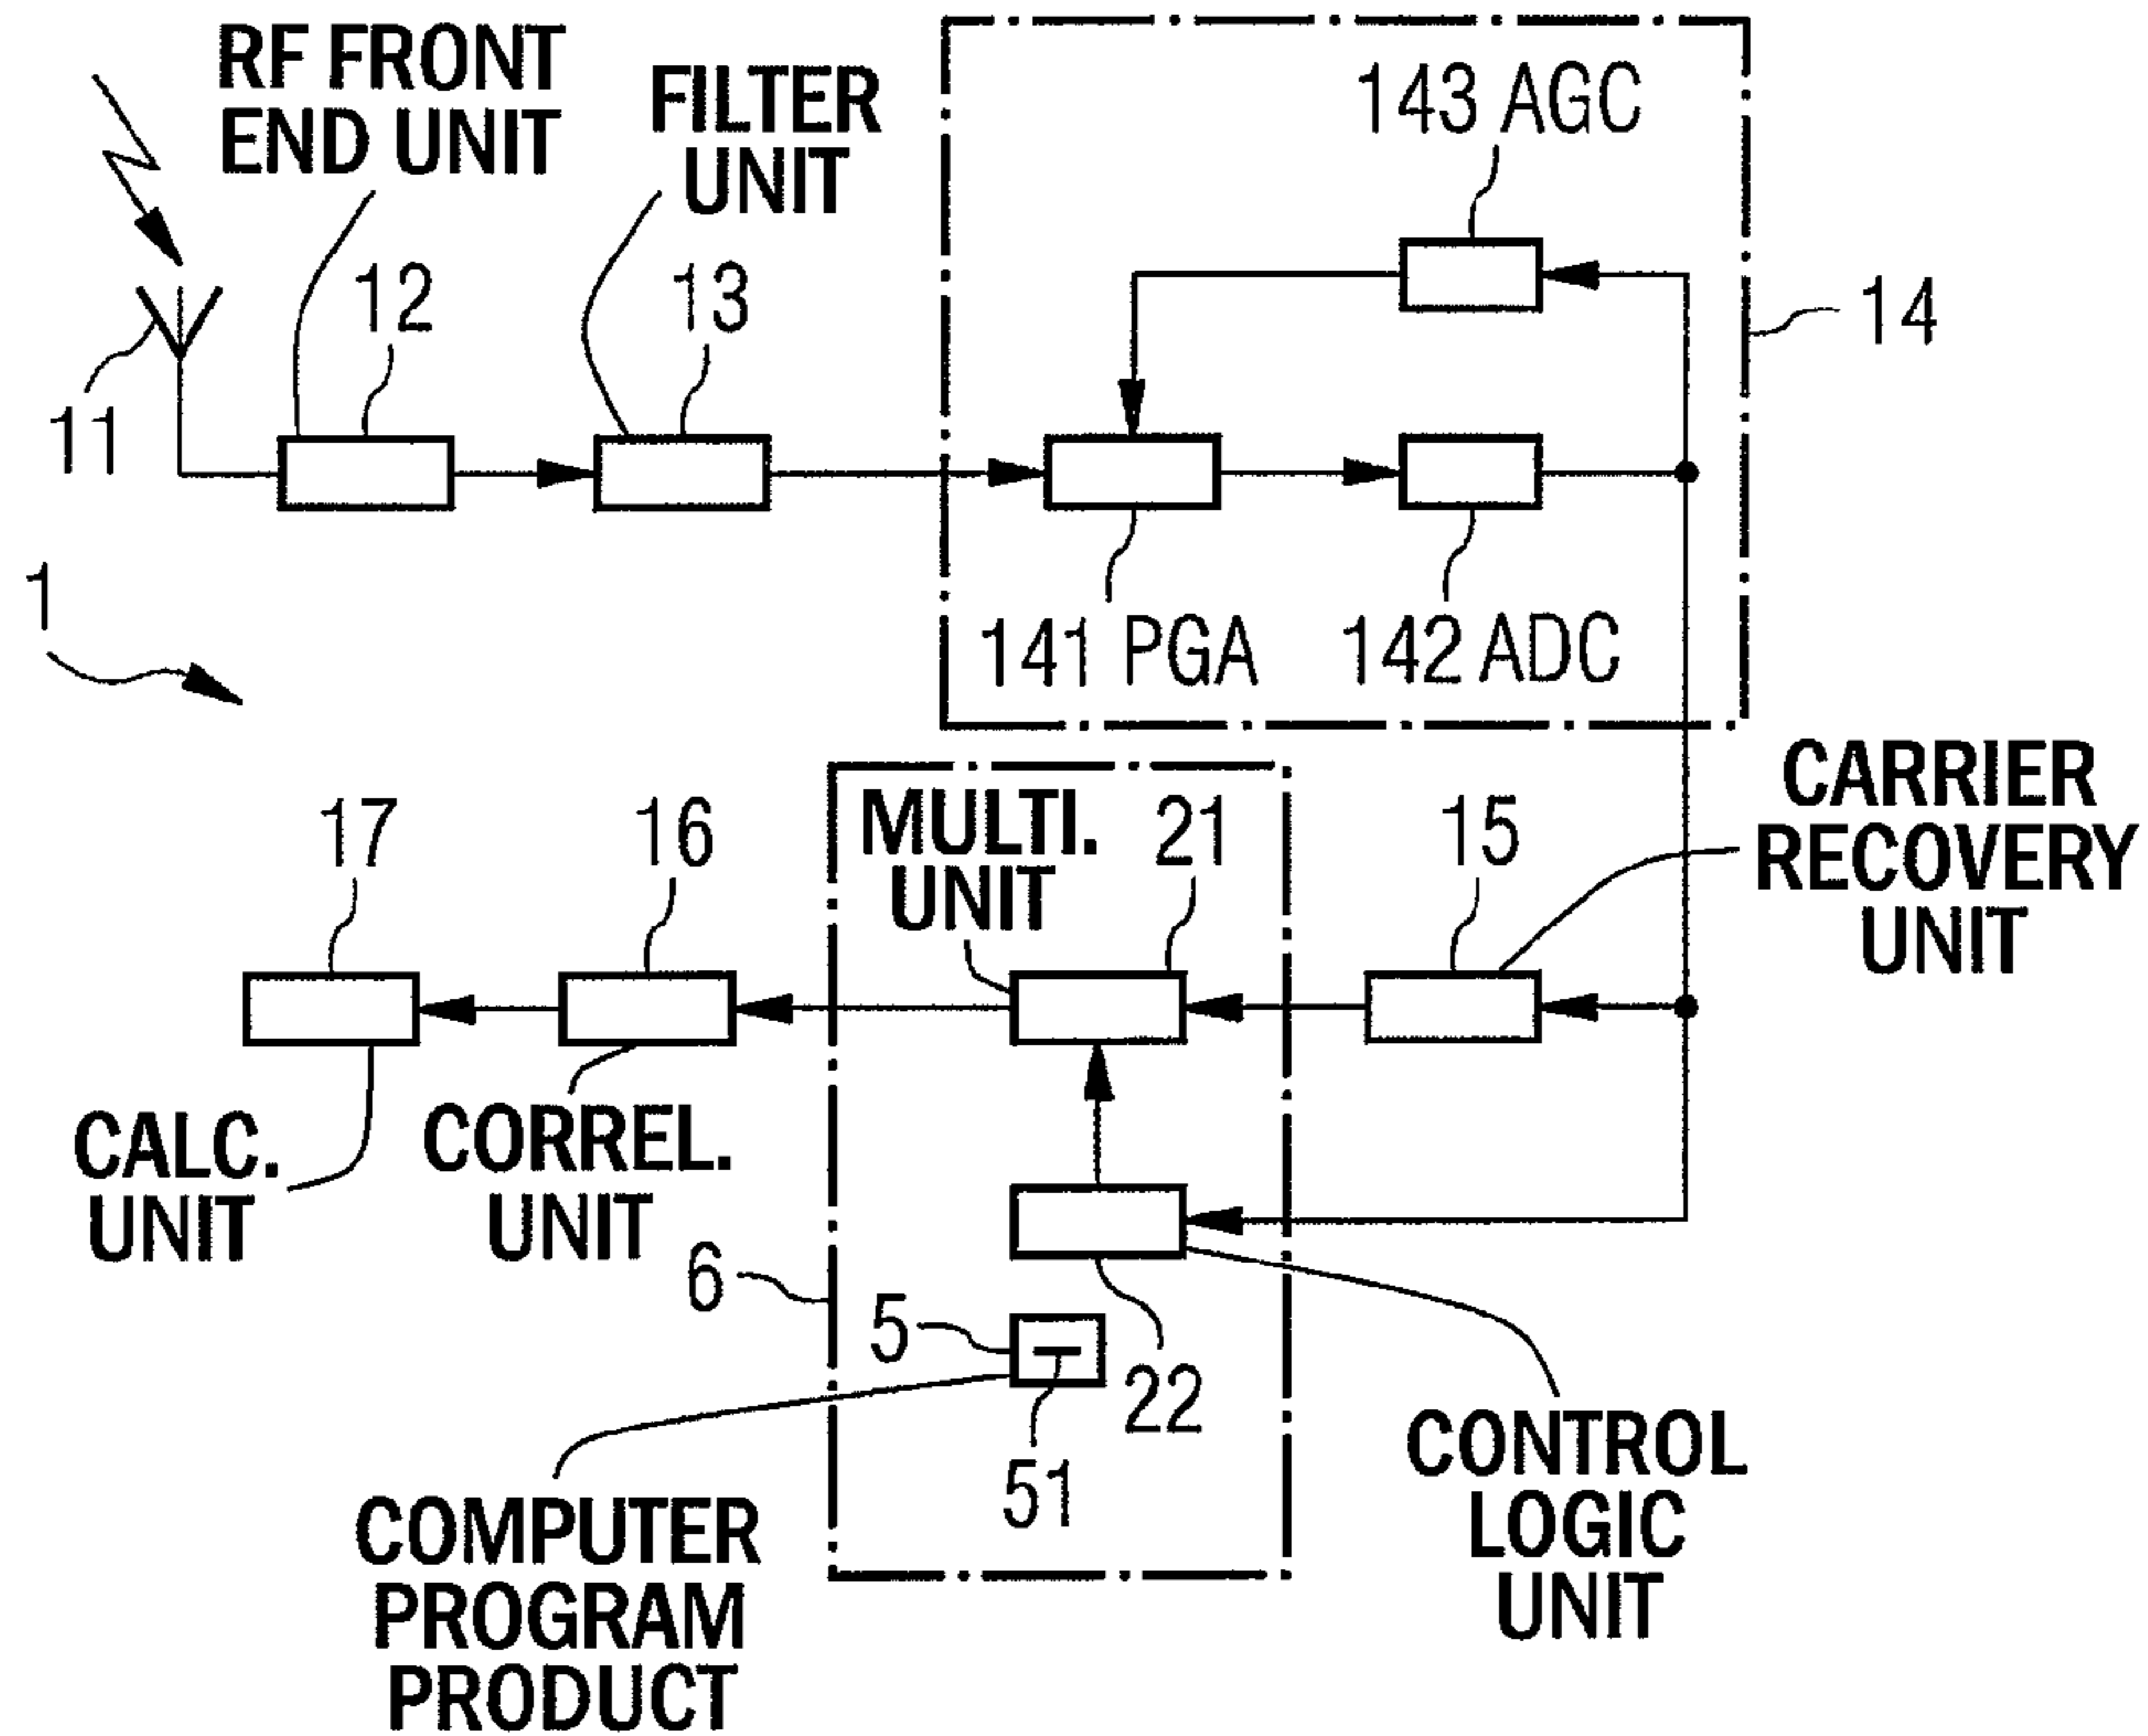 RF FRONT
END UNIT
FILTER
UNIT
143 AGC
12
13
14
11
1
141 PGA
142 ADC
CARRIER
RECOVERY
UNIT
17
16
MULTI.
UNIT
21
15
CALC.
UNIT
CORREL.
UNIT
6
5
22
51
CONTROL
LOGIC
UNIT
COMPUTER
PROGRAM
PRODUCT